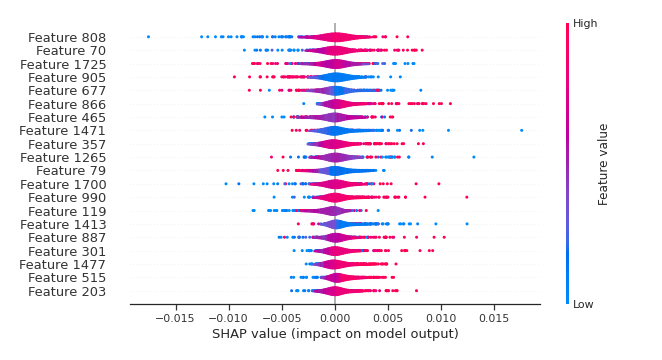 Feature 808
Feature 70
Feature 1725
Feature 905
Feature 677
Feature 866
Feature 465
Feature 1471
Feature 357
Feature 1265
Feature 79
Feature 1700
Feature 990
Feature 119
Feature 1413
Feature 887
Feature 301
Feature 1477
Feature 515
Feature 203
−0.015 −0.010 −0.005 0.000 0.005 0.010 0.015
SHAP value (impact on model output)
High
Feature value
Low